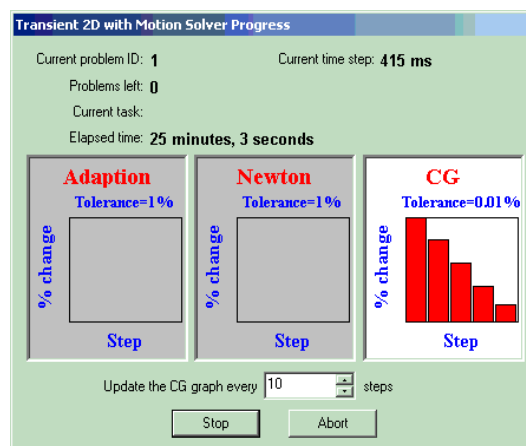 Transient 2D with Motion Solver Progress
Current problem ID: 1 Current time step: 415 ms
Problems left: 0
Current task:
Elapsed time: 25 minutes, 3 seconds
Adaption
Tolerance=1%
% change
Step
Newton
Tolerance=1%
% change
Step
CG
Tolerance=0.01%
% change
Step
Update the CG graph every 10 steps
Stop Abort